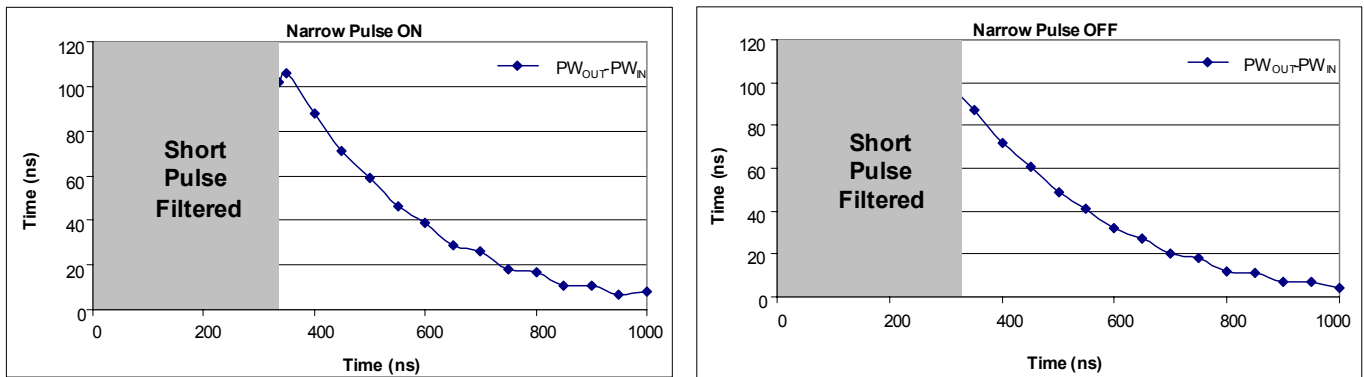 Narrow Pulse ON
120
100
80
60
40
20
0
Time (ns)
PWOUT-PWIN
Short
Pulse
Filtered
0 200 400 600 800 1000
Time (ns)
Narrow Pulse OFF
120
100
80
60
40
20
0
Time (ns)
PWOUT-PWIN
Short
Pulse
Filtered
0 200 400 600 800 1000
Time (ns)